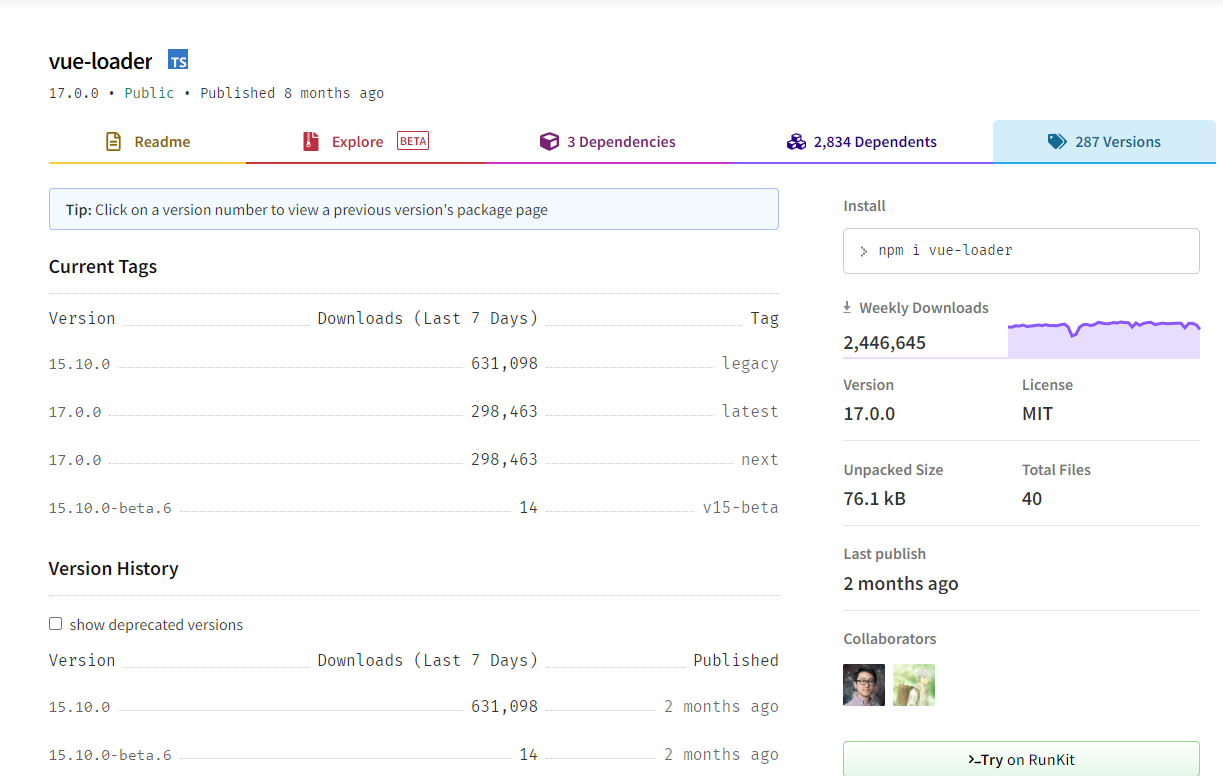 vue-loader TS
17.0.0 • Public • Published 8 months ago
Readme
Explore BETA
3 Dependencies
2,834 Dependents
287 Versions
Tip: Click on a version number to view a previous version's package page
Current Tags
Version Downloads (Last 7 Days) Tag
15.10.0 631,098 legacy
17.0.0 298,463 latest
17.0.0 298,463 next
15.10.0-beta.6 14 v15-beta
Version History
show deprecated versions
Version Downloads (Last 7 Days) Published
15.10.0 631,098 2 months ago
15.10.0-beta.6 14 2 months ago
Install
> npm i vue-loader
Weekly Downloads
2,446,645
Version License
17.0.0 MIT
Unpacked Size Total Files
76.1 kB 40
Last publish
2 months ago
Collaborators
>_Try on RunKit